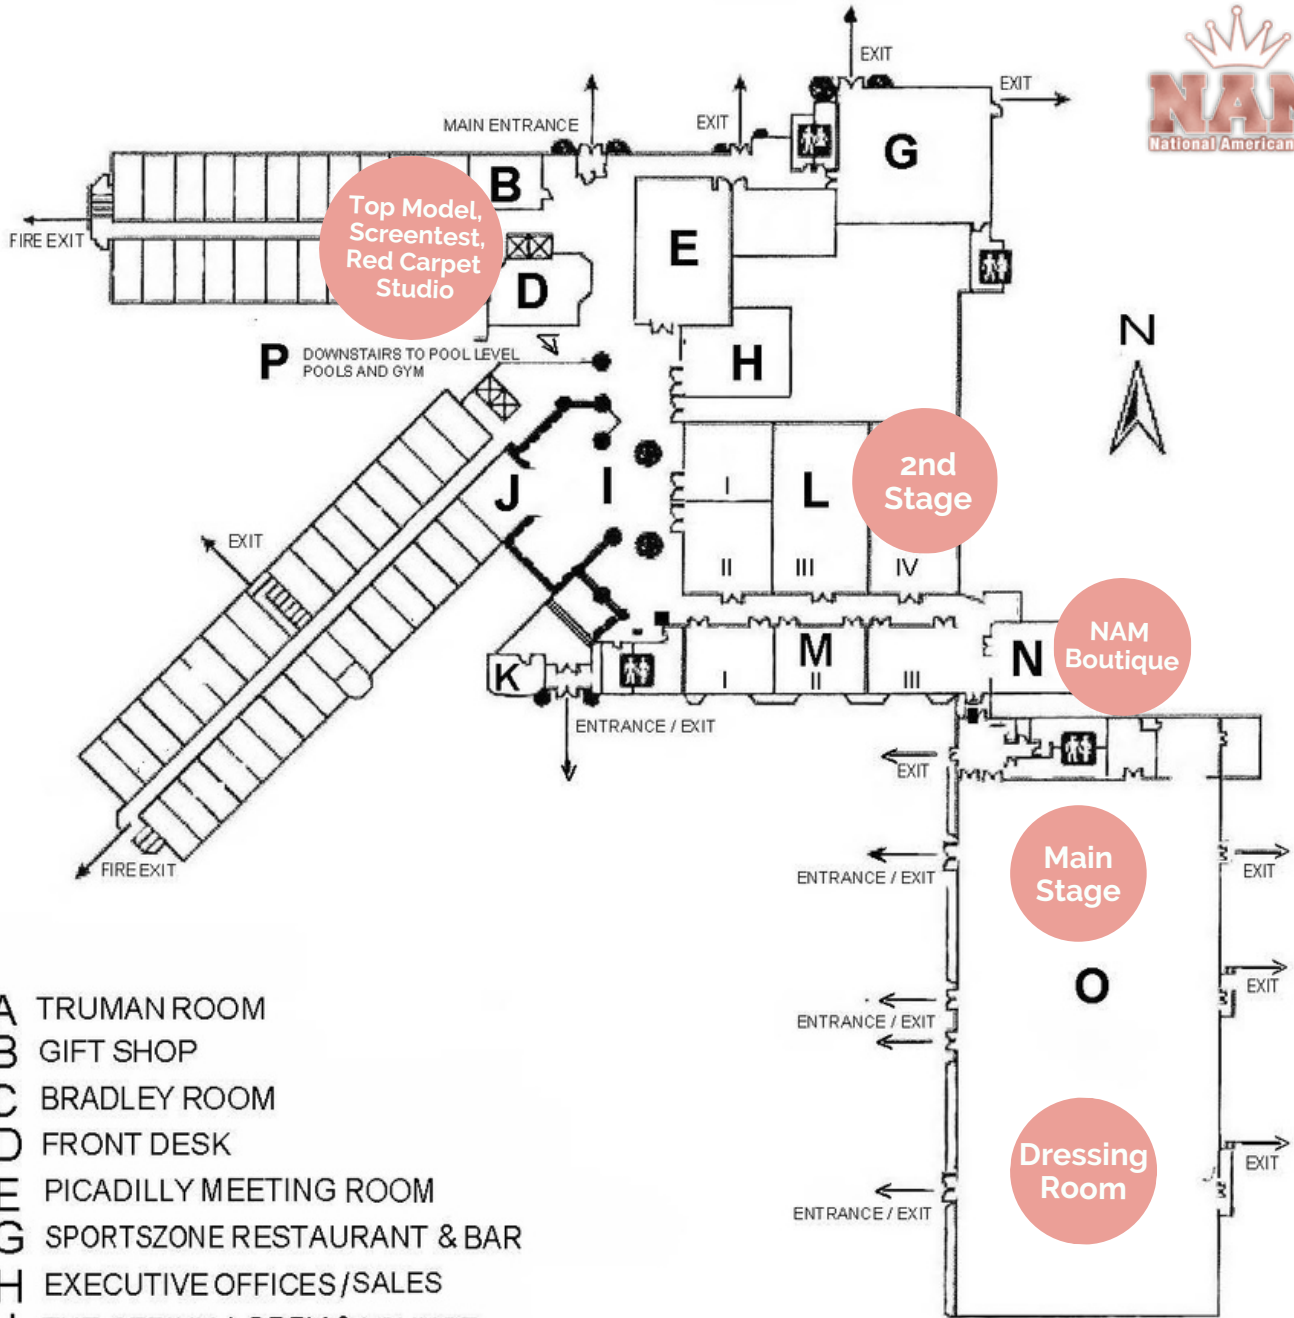 EXIT
EXIT
MAIN ENTRANCE
EXIT
NA
National American
G
B
Top Model,
Screentest,
Red Carpet
Studio
FIRE EXIT
E
D
N
P
DOWNSTAIRS TO POOL LEVEL
POOLS AND GYM
H
2nd
Stage
J
I
I
L
EXIT
II
III
IV
NAM
Boutique
M
N
K
I
II
III
ENTRANCE / EXIT
EXIT
FIRE EXIT
Main
Stage
ENTRANCE / EXIT
EXIT
O
EXIT
ENTRANCE / EXIT
Dressing
Room
EXIT
ENTRANCE / EXIT
A TRUMAN ROOM
B GIFT SHOP
C BRADLEY ROOM
D FRONT DESK
E PICADILLY MEETING ROOM
G SPORTSZONE RESTAURANT & BAR
H EXECUTIVE OFFICES/SALES